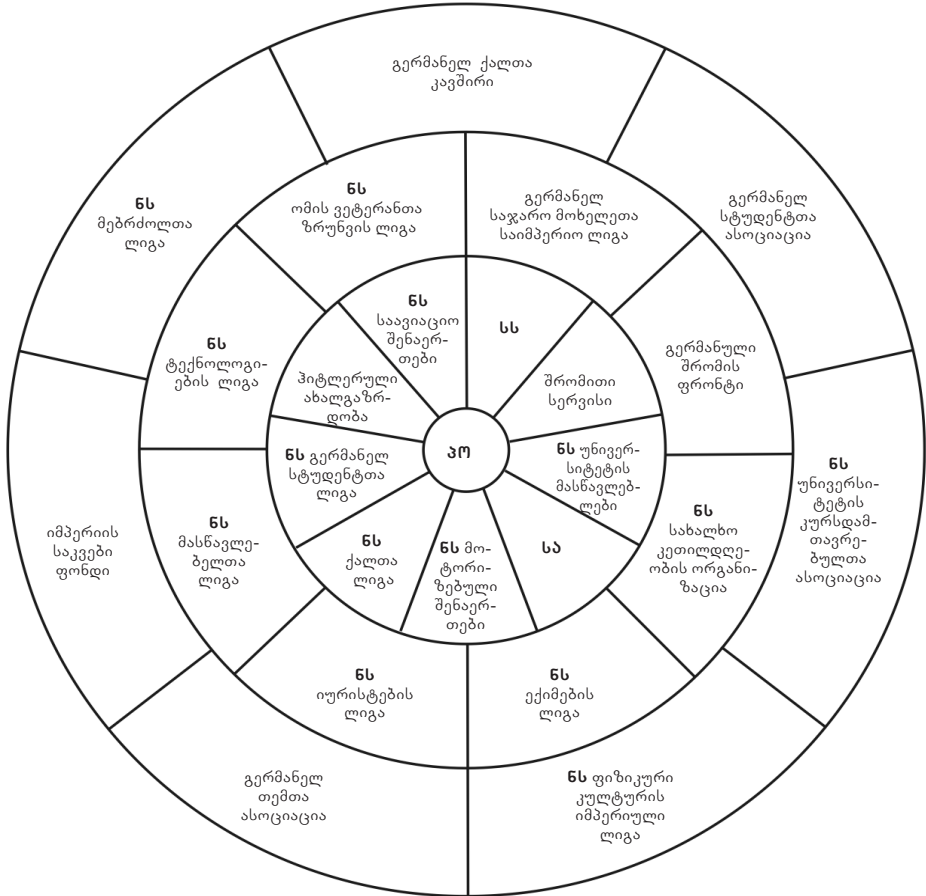 გერმანელ ქალთა
კავშირი
ნს
მებრძოლთა
ლიგა
ნს
ომის ვეტერანთა
ზრუნვის ლიგა
გერმანელ
საჯარო მოხელეთა
საიმპერიო ლიგა
გერმანელ
სტუდენტთა
ასოციაცია
ნს
საავიაციო
შენაერ-
თები
სს
ნს
ტექნოლოგი-
ების ლიგა
გერმანული
შრომის
ფრონტი
ჰიტლერული
ახალგაზრ-
დობა
შრომითი
სერვისი
პო
ნს გერმანელ
სტუდენტთა
ლიგა
ნს უნივერ-
სიტეტის
მასწავლებ-
ლები
ნს
უნივერსი-
ტეტის
კურსდამ-
თავრე-
ბულთა
ასოციაცია
იმპერიის
საკვები
ფონდი
ნს
მასწავლე-
ბელთა
ლიგა
ნს
ქალთა
ლიგა
ნს მო-
ტორი-
ზებული
შენაერ-
თები
სა
ნს
სახალხო
კეთილდღე-
ობის ორგანი-
ზაცია
ნს
იურისტების
ლიგა
ნს
ექიმების
ლიგა
გერმანელ
თემთა
ასოციაცია
ნს ფიზიკური
კულტურის
იმპერიული
ლიგა